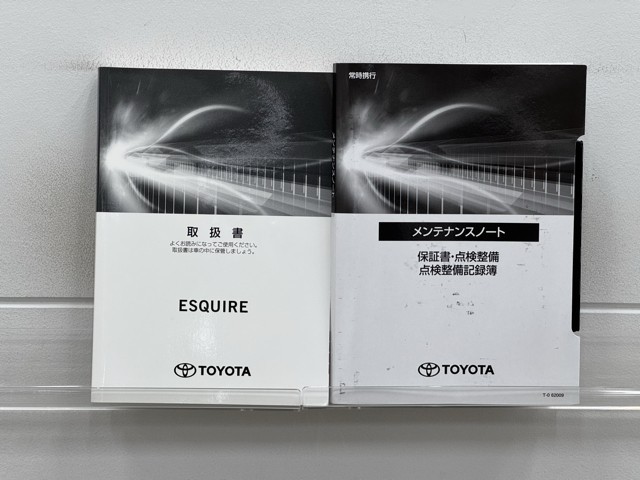 取扱書
よくお読みになってご使用ください。
取扱書は車の中に保管しましょう。
ESQUIRE
TOYOTA
常時携行
メンテナンスノート
保証書・点検整備
点検整備記録簿
TOYOTA